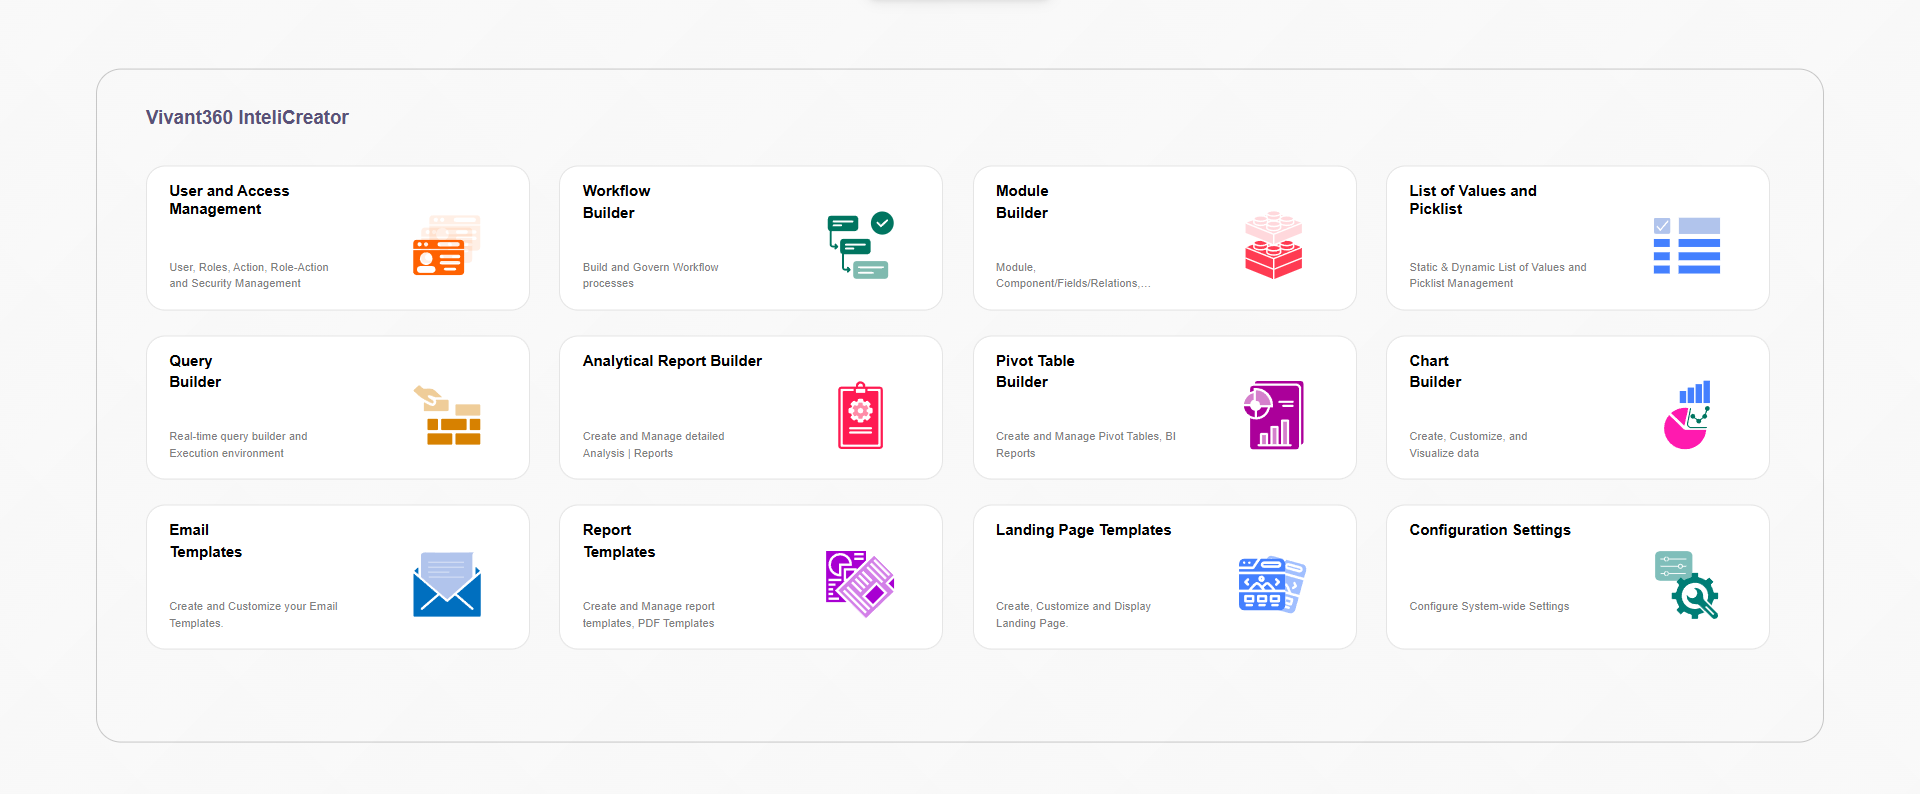 Vivant360 InteliCreator
User and Access
Management
User, Roles, Action, Role-Action
and Security Management
Workflow
Builder
Build and Govern Workflow
processes
Module
Builder
Module,
Component/Fields/Relations,...
List of Values and
Picklist
Static & Dynamic List of Values and
Picklist Management
Query
Builder
Real-time query builder and
Execution environment
Analytical Report Builder
Create and Manage detailed
Analysis | Reports
Pivot Table
Builder
Create and Manage Pivot Tables, BI
Reports
Chart
Builder
Create, Customize, and
Visualize data
Email
Templates
Create and Customize your Email
Templates.
Report
Templates
Create and Manage report
templates, PDF Templates
Landing Page Templates
Create, Customize and Display
Landing Page.
Configuration Settings
Configure System-wide Settings